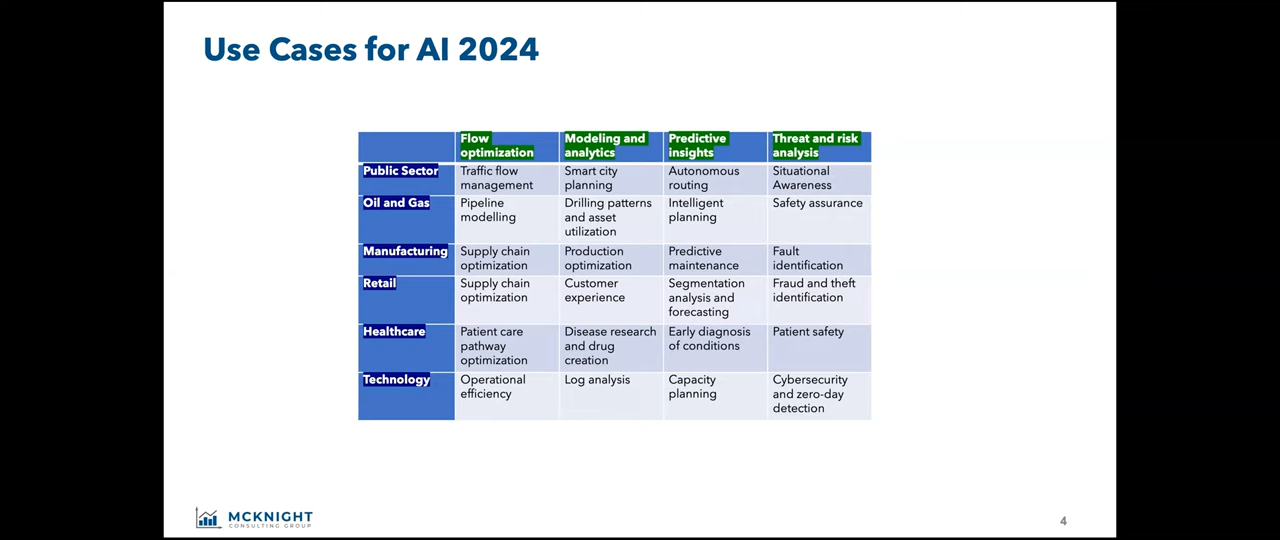 Use Cases for AI 2024
Flow optimization
Modeling and analytics
Predictive insights
Threat and risk analysis
Public Sector
Traffic flow management
Smart city planning
Autonomous routing
Situational Awareness
Oil and Gas
Pipeline modelling
Drilling patterns and asset utilization
Intelligent planning
Safety assurance
Manufacturing
Supply chain optimization
Production optimization
Predictive maintenance
Fault identification
Retail
Supply chain optimization
Customer experience
Segmentation analysis and forecasting
Fraud and theft identification
Healthcare
Patient care pathway optimization
Disease research and drug creation
Early diagnosis of conditions
Patient safety
Technology
Operational efficiency
Log analysis
Capacity planning
Cybersecurity and zero-day detection
MCKNIGHT
CONSULTING GROUP
4